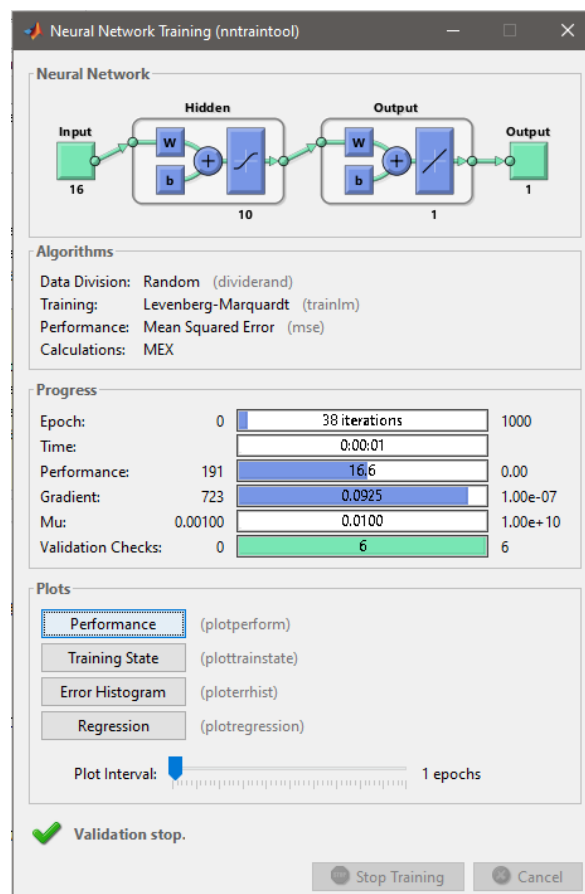 Neural Network Training (nntraintool)
Neural Network
Hidden Output
Input Output
W W
b b
16 1
10 1
Algorithms
Data Division: Random (dividerand)
Training: Levenberg-Marquardt (trainlm)
Performance: Mean Squared Error (mse)
Calculations: MEX
Progress
Epoch: 0 38 iterations 1000
Time: 0:00:01
Performance: 191 16.6 0.00
Gradient: 723 0.0925 1.00e-07
Mu: 0.00100 0.0100 1.00e+10
Validation Checks: 0 6 6
Plots
Performance (plotperform)
Training State (plottrainstate)
Error Histogram (ploterrhist)
Regression (plotregression)
Plot Interval: 1 epochs
Validation stop.
Stop Training Cancel